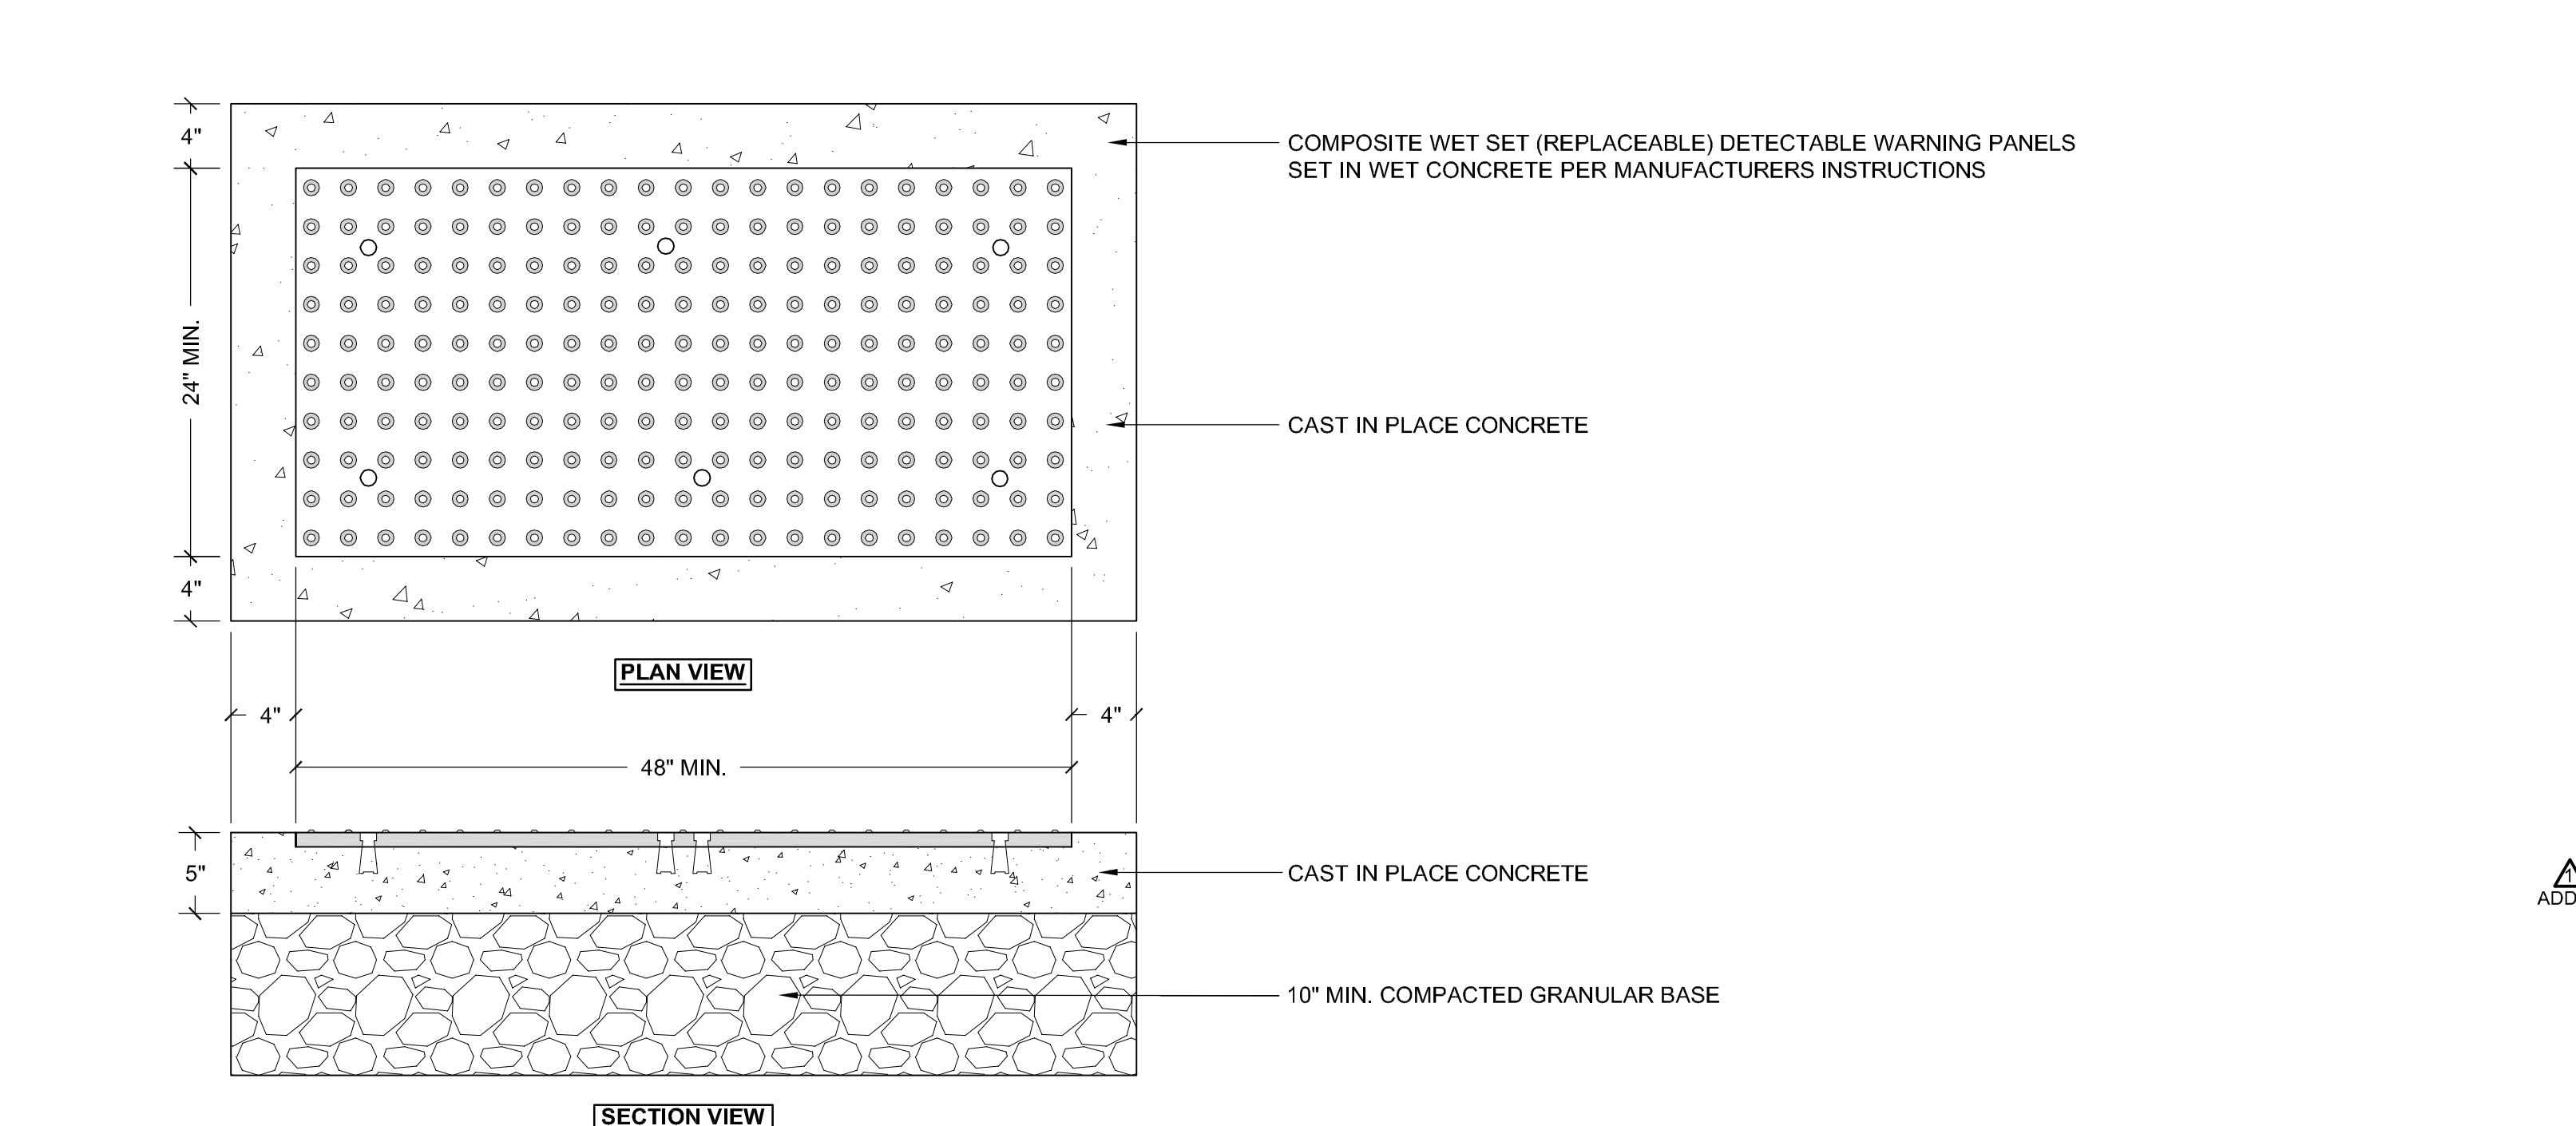 4"
COMPOSITE WET SET (REPLACEABLE) DETECTABLE WARNING PANELS
SET IN WET CONCRETE PER MANUFACTURERS INSTRUCTIONS
24" MIN.
CAST IN PLACE CONCRETE
4"
PLAN VIEW
4"
4"
48" MIN.
5"
CAST IN PLACE CONCRETE
1
ADD
10" MIN. COMPACTED GRANULAR BASE
SECTION VIEW